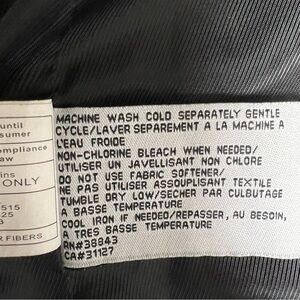 until
sumer
ompliance
aw
ins
ONLY
515
25
R FIBERS
MACHINE WASH COLD SEPARATELY GENTLE
CYCLE/LAVER SEPAREMENT A LA MACHINE A
L'EAU FROIDE
NON-CHLORINE BLEACH WHEN NEEDED/
UTILISER UN JAVELLISANT NON CHLORE
DO NOT USE FABRIC SOFTENER/
NE PAS UTILISER ASSOUPLISANT TEXTILE
TUMBLE DRY LOW/SECHER PAR CULBUTAGE
A BASSE TEMPERATURE
COOL IRON IF NEEDED/REPASSER, AU BESOIN,
A TRES BASSE TEMPERATURE
RN#38843
CA#31127